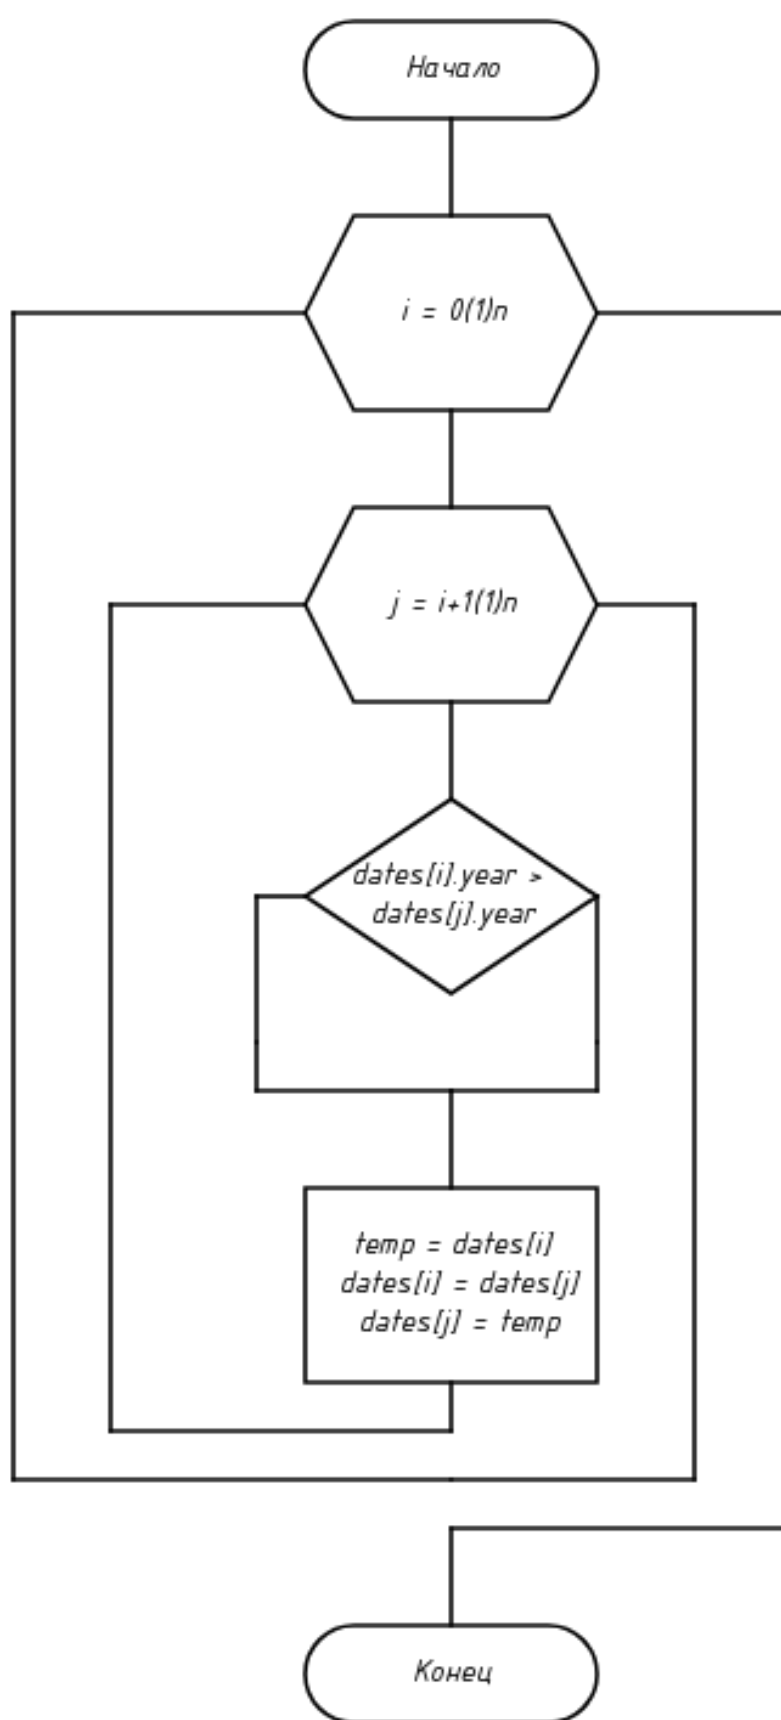 Начало
i = 0(1)n
j = i+1(1)n
dates[i].year >
dates[j].year
temp = dates[i]
dates[i] = dates[j]
dates[j] = temp
Конец